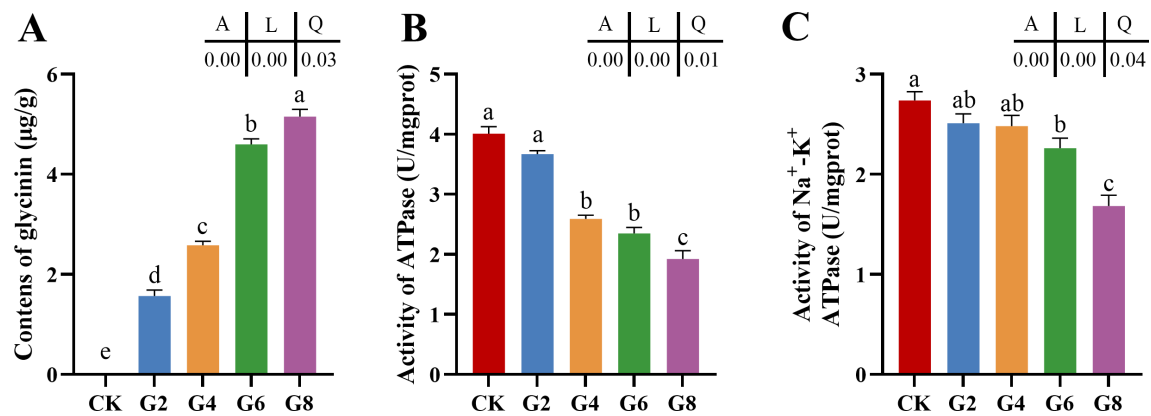 A
A L Q
0.00 0.00 0.03
Contens of glycinin (μg/g)
6
4
2
0
e
d
c
b
a
CK G2 G4 G6 G8
B
A L Q
0.00 0.00 0.01
Activity of ATPase (U/mgprot)
5
4
3
2
1
0
a
a
b
b
c
CK G2 G4 G6 G8
C
A L Q
0.00 0.00 0.04
Activity of Na⁺-K⁺
ATPase (U/mgprot)
3
2
1
0
a
ab
ab
b
c
CK G2 G4 G6 G8